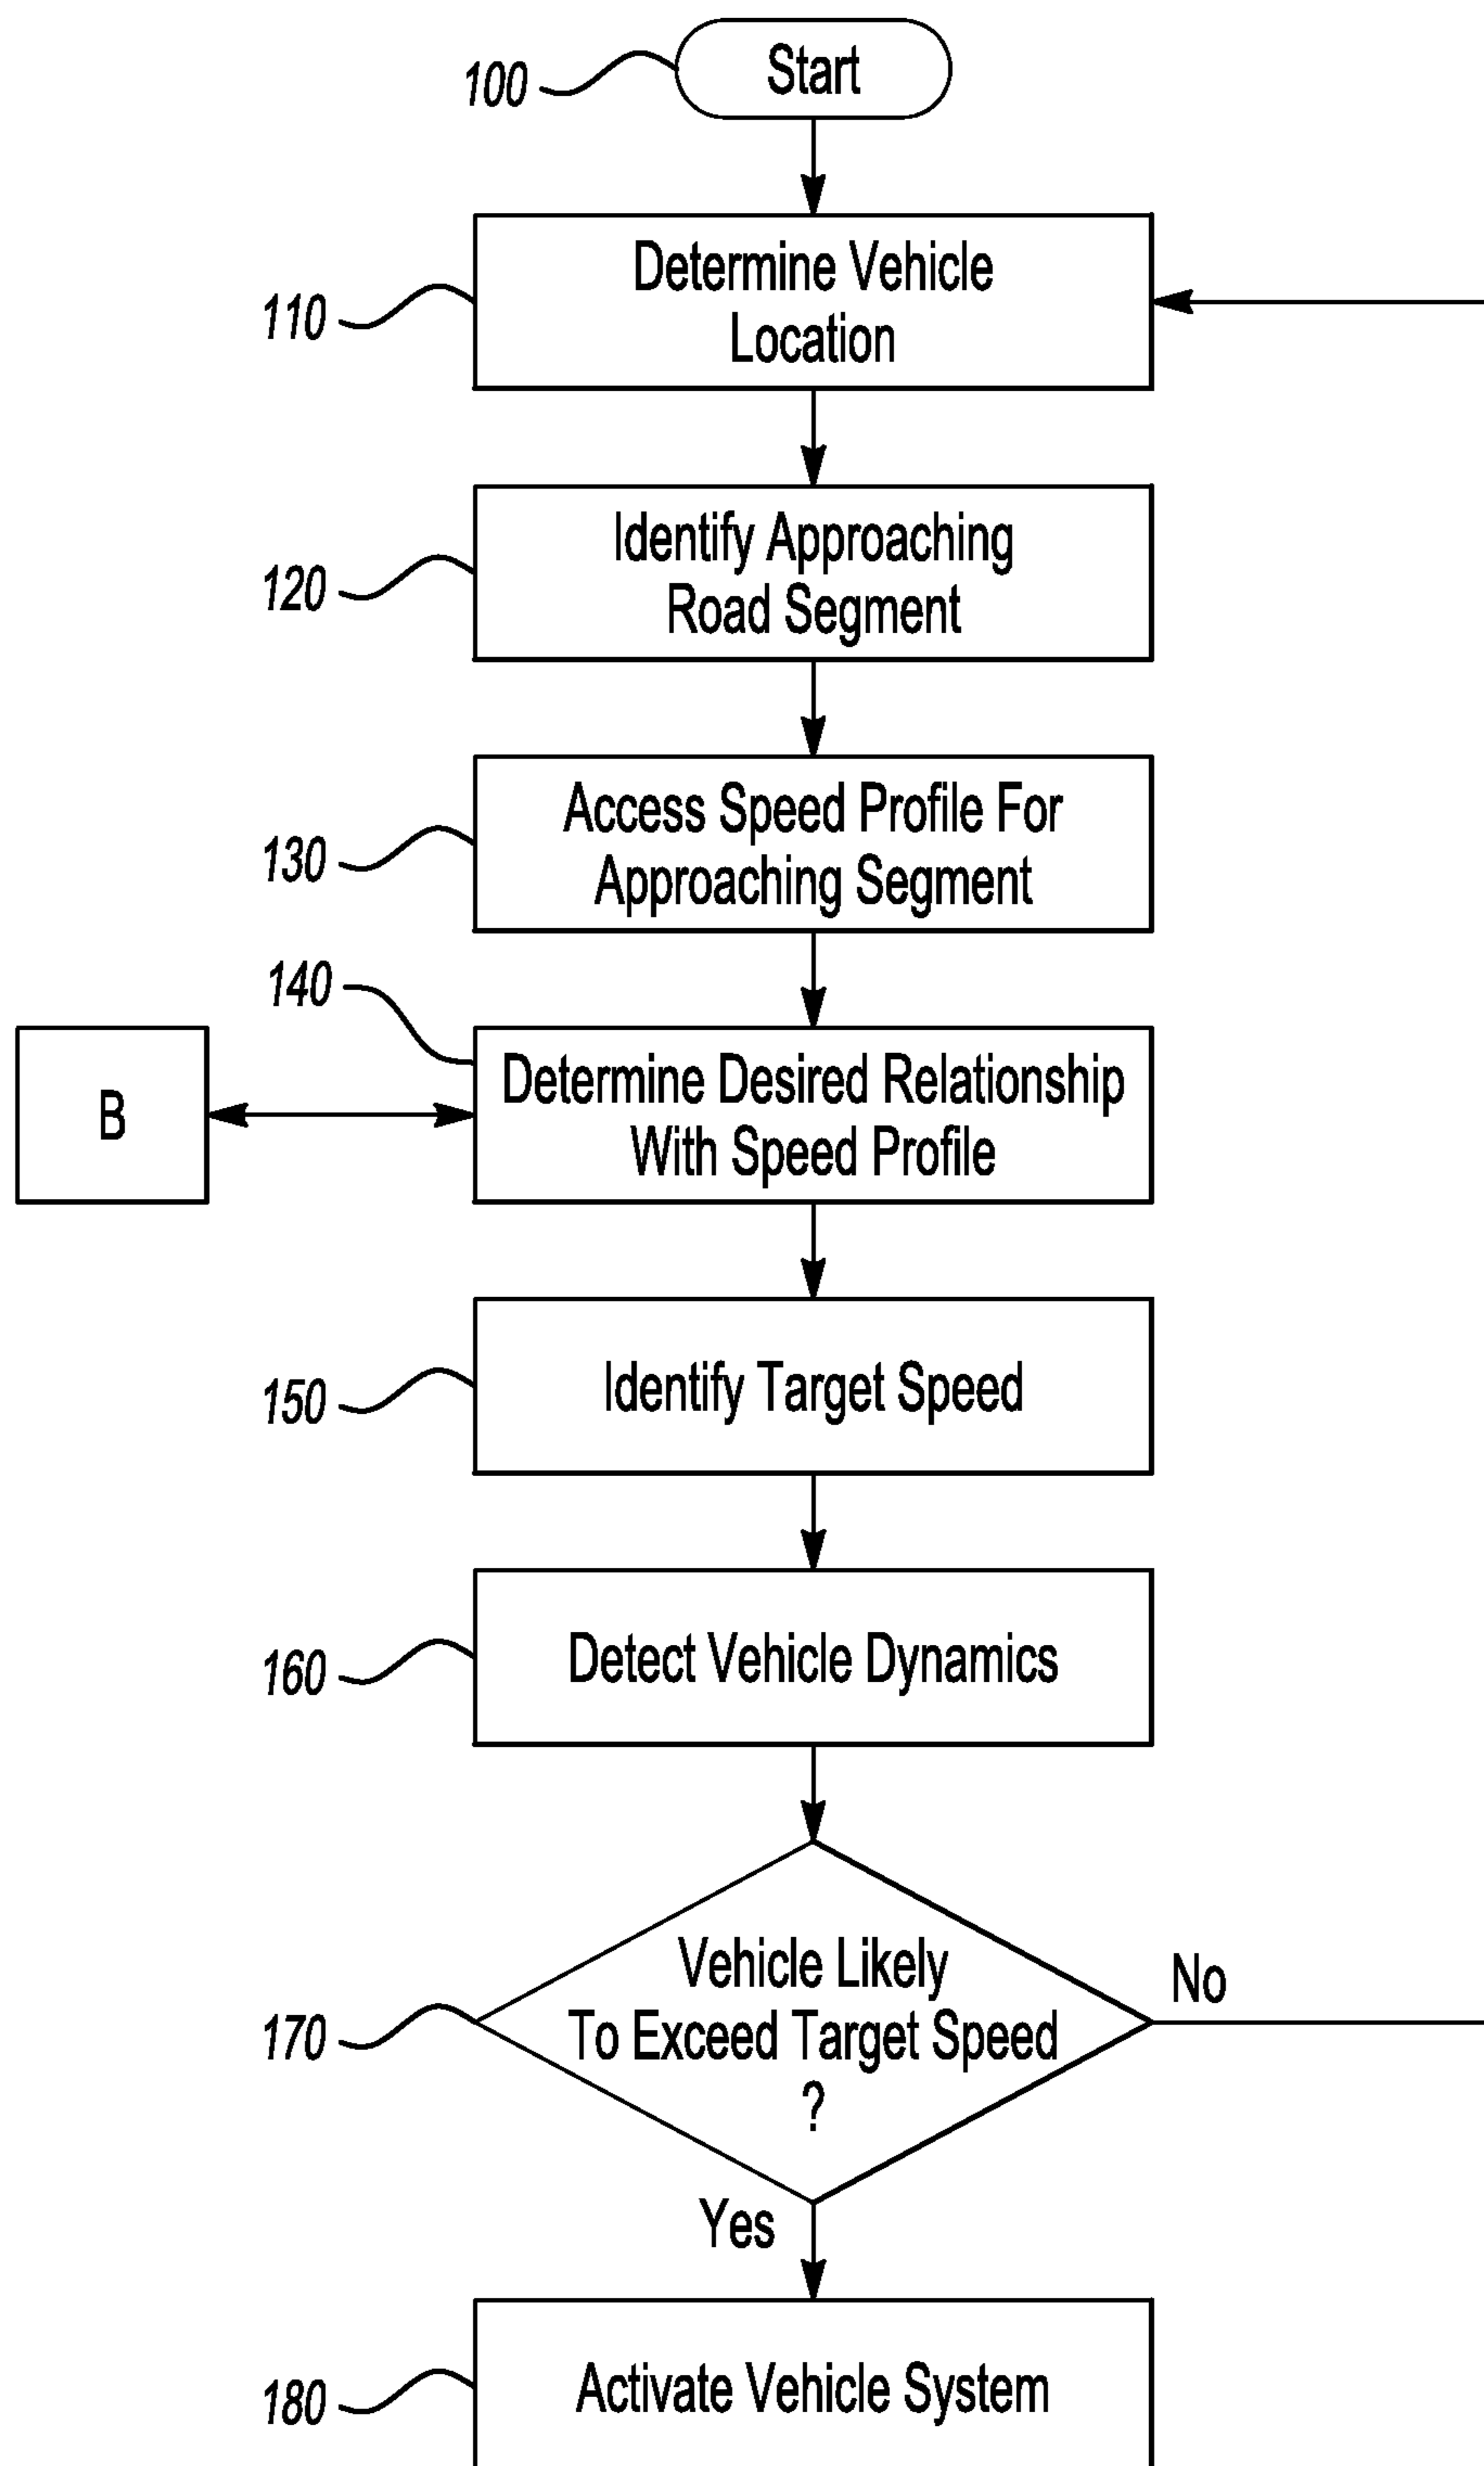 100
Start
110
Determine Vehicle
Location
120
Identify Approaching
Road Segment
130
Access Speed Profile For
Approaching Segment
140
B
Determine Desired Relationship
With Speed Profile
150
Identify Target Speed
160
Detect Vehicle Dynamics
170
Vehicle Likely
To Exceed Target Speed
?
No
Yes
180
Activate Vehicle System